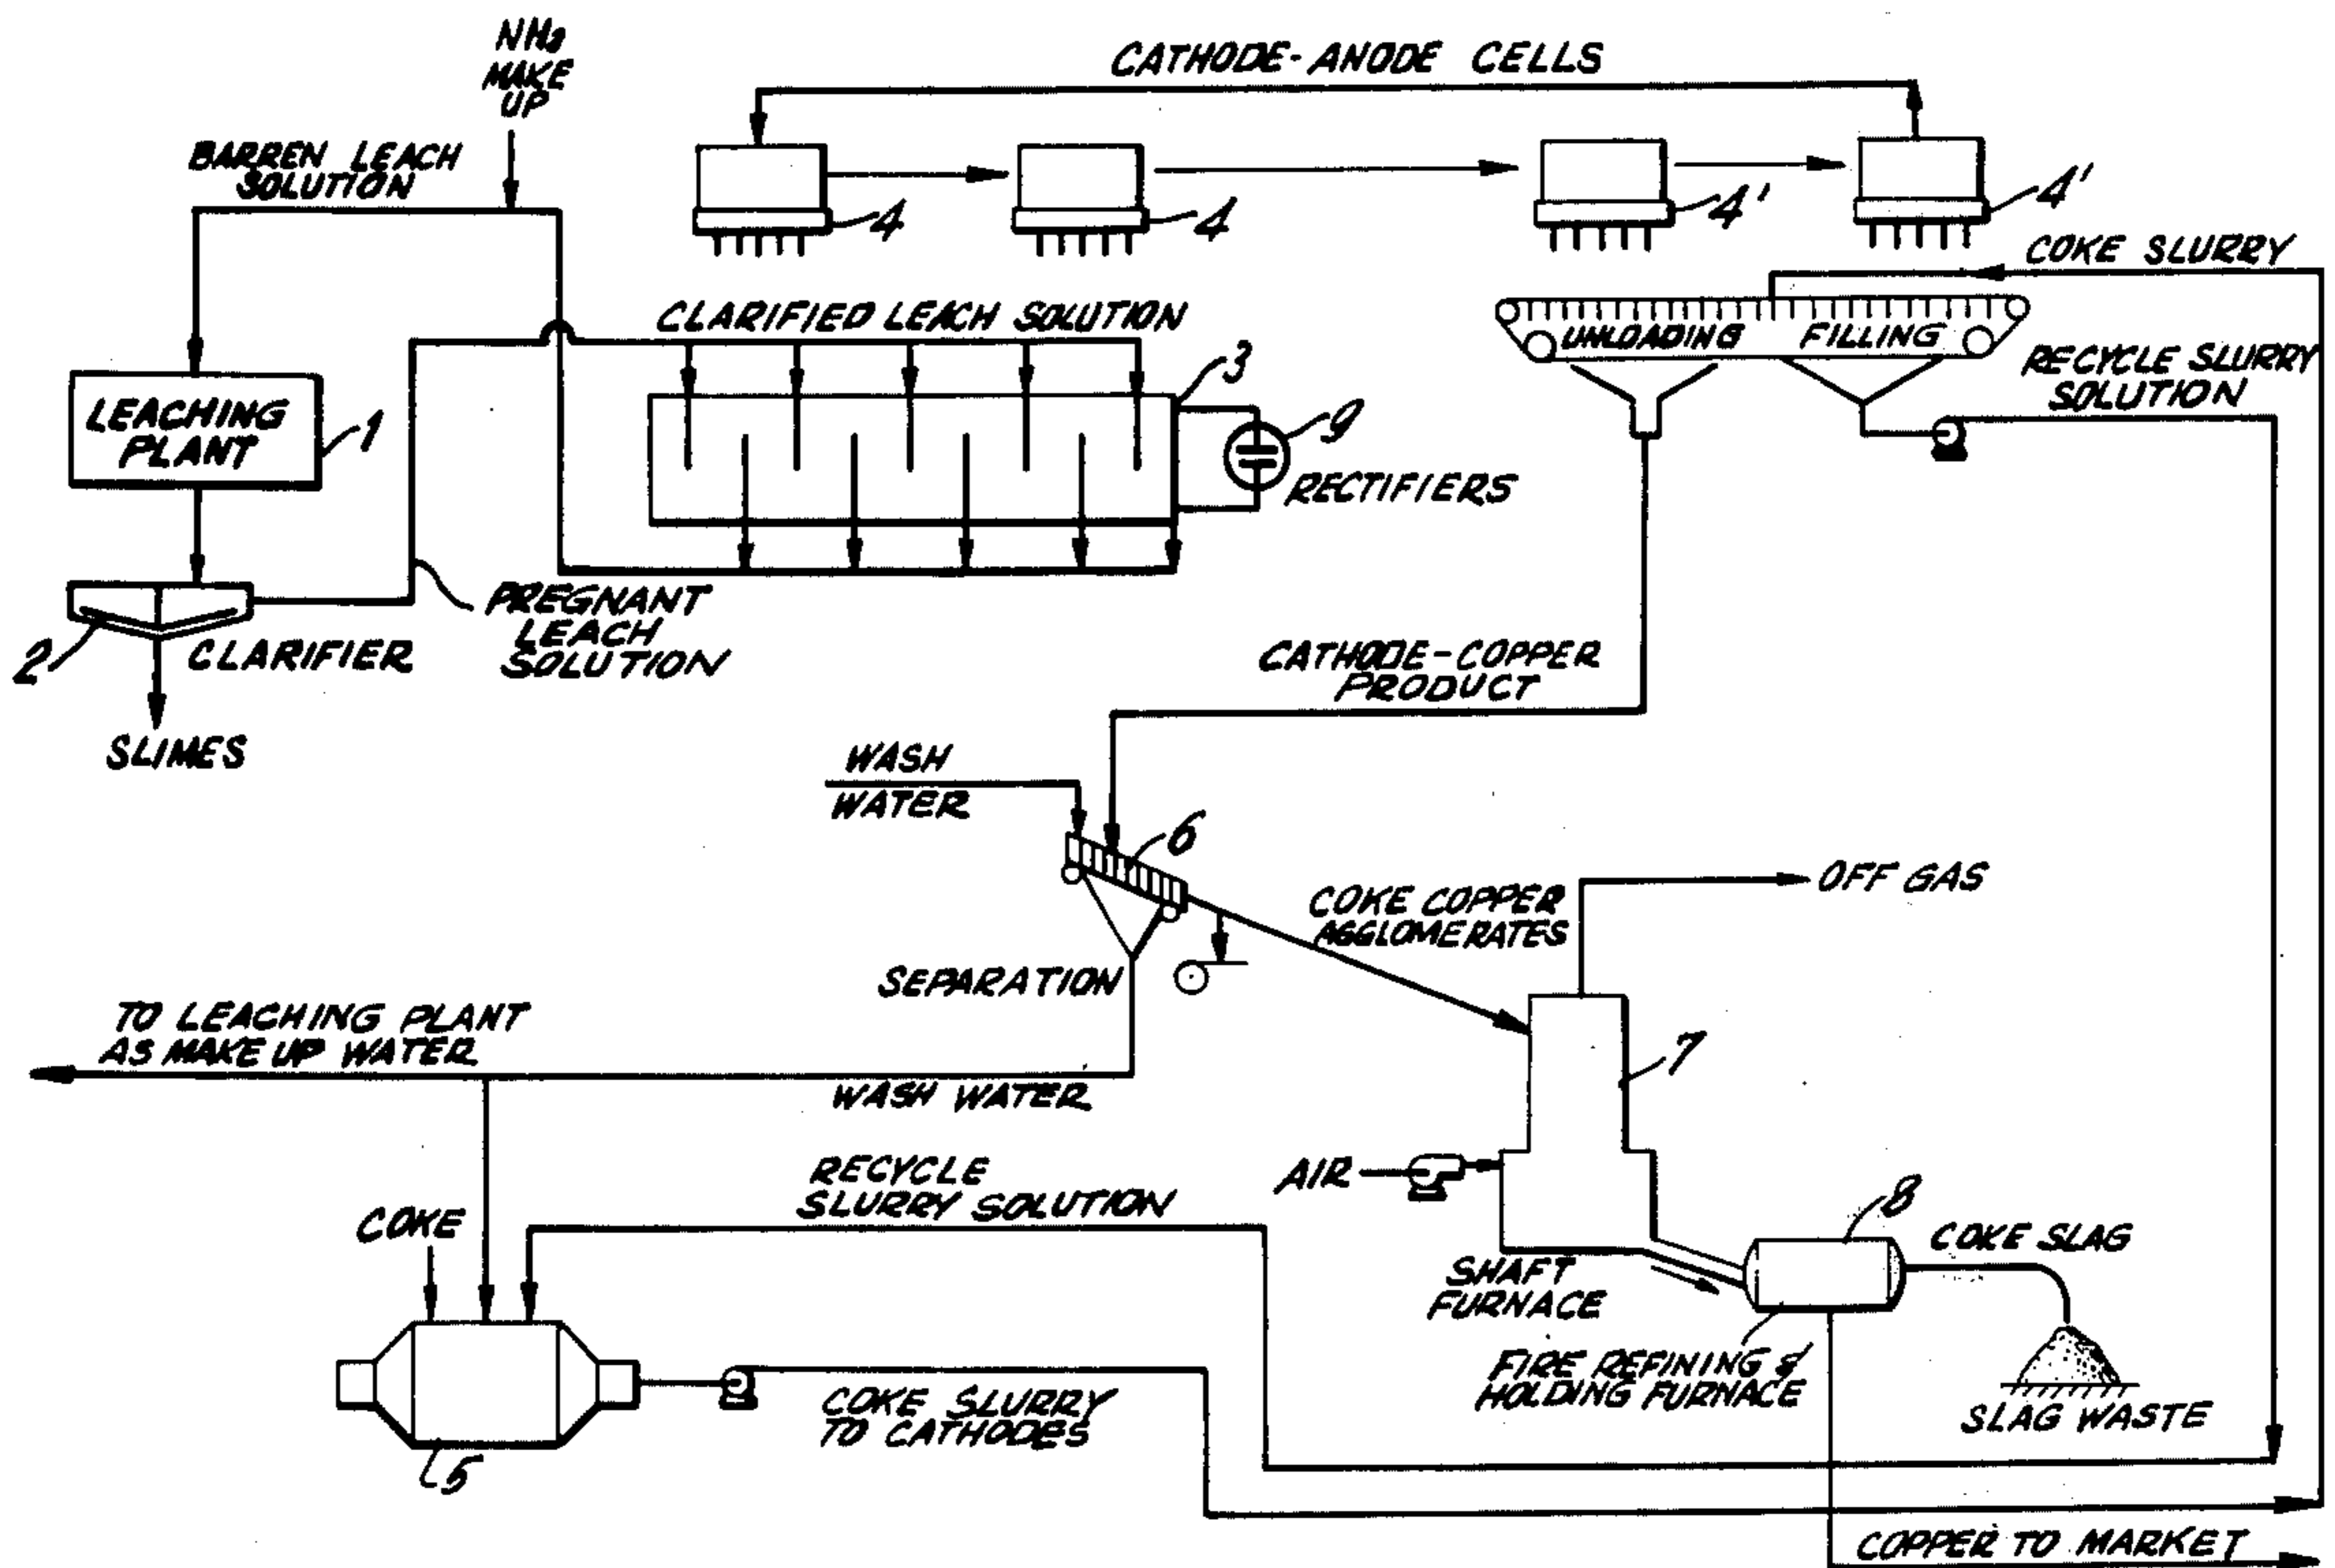 NH3
MAKE
UP
CATHODE-ANODE CELLS
BARREN LEACH
SOLUTION
4
4
4'
4'
COKE SLURRY
CLARIFIED LEACH SOLUTION
UNLOADING FILLING
RECYCLE SLURRY
SOLUTION
3
9
RECTIFIERS
LEACHING
PLANT
1
PREGNANT
LEACH
SOLUTION
2
CLARIFIER
SLIMES
CATHODE-COPPER
PRODUCT
WASH
WATER
6
OFF GAS
COKE COPPER
AGGLOMERATES
SEPARATION
TO LEACHING PLANT
AS MAKE UP WATER
WASH WATER
7
AIR
RECYCLE
SLURRY SOLUTION
COKE
8
COKE SLAG
SHAFT
FURNACE
FIRE REFINING &
HOLDING FURNACE
SLAG WASTE
COKE SLURRY
TO CATHODES
5
COPPER TO MARKET